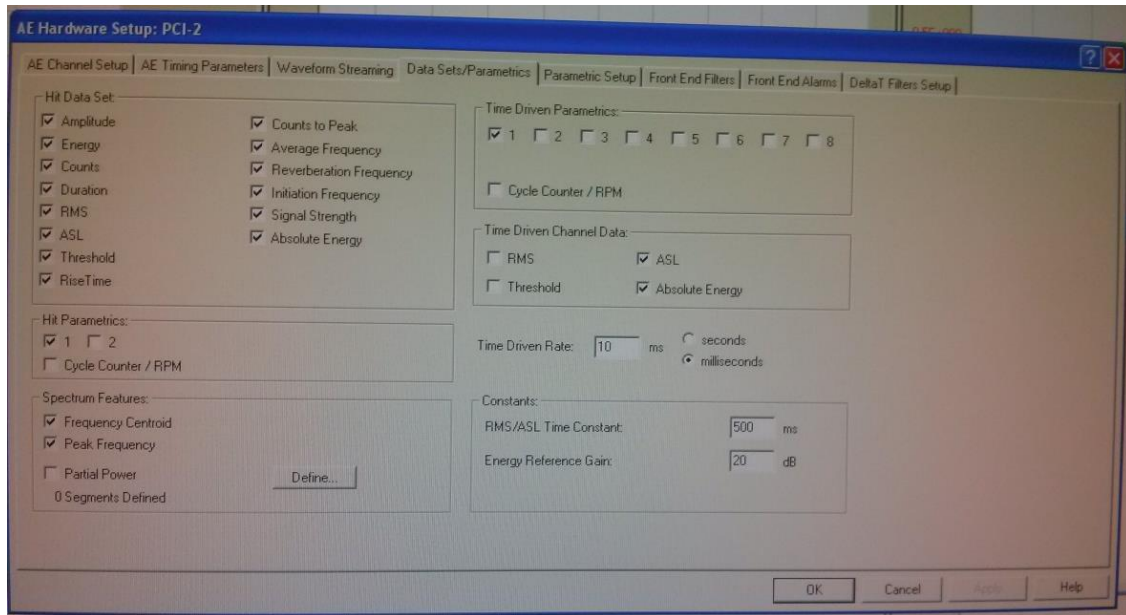 AE Hardware Setup: PCI-2
AE Channel Setup AE Timing Parameters Waveform Streaming Data Sets/Parametrics Parametric Setup Front End Filters Front End Alarms DeltaT Filters Setup
Hit Data Set:
Amplitude
Energy
Counts
Duration
RMS
ASL
Threshold
RiseTime
Counts to Peak
Average Frequency
Reverberation Frequency
Initiation Frequency
Signal Strength
Absolute Energy
Hit Parametrics:
1 2
Cycle Counter / RPM
Spectrum Features:
Frequency Centroid
Peak Frequency
Partial Power
Define...
0 Segments Defined
Time Driven Parametrics:
1 2 3 4 5 6 7 8
Cycle Counter / RPM
Time Driven Channel Data:
RMS ASL
Threshold Absolute Energy
Time Driven Rate: 10 ms seconds
milliseconds
Constants:
RMS/ASL Time Constant: 500 ms
Energy Reference Gain: 20 dB
OK Cancel Apply Help